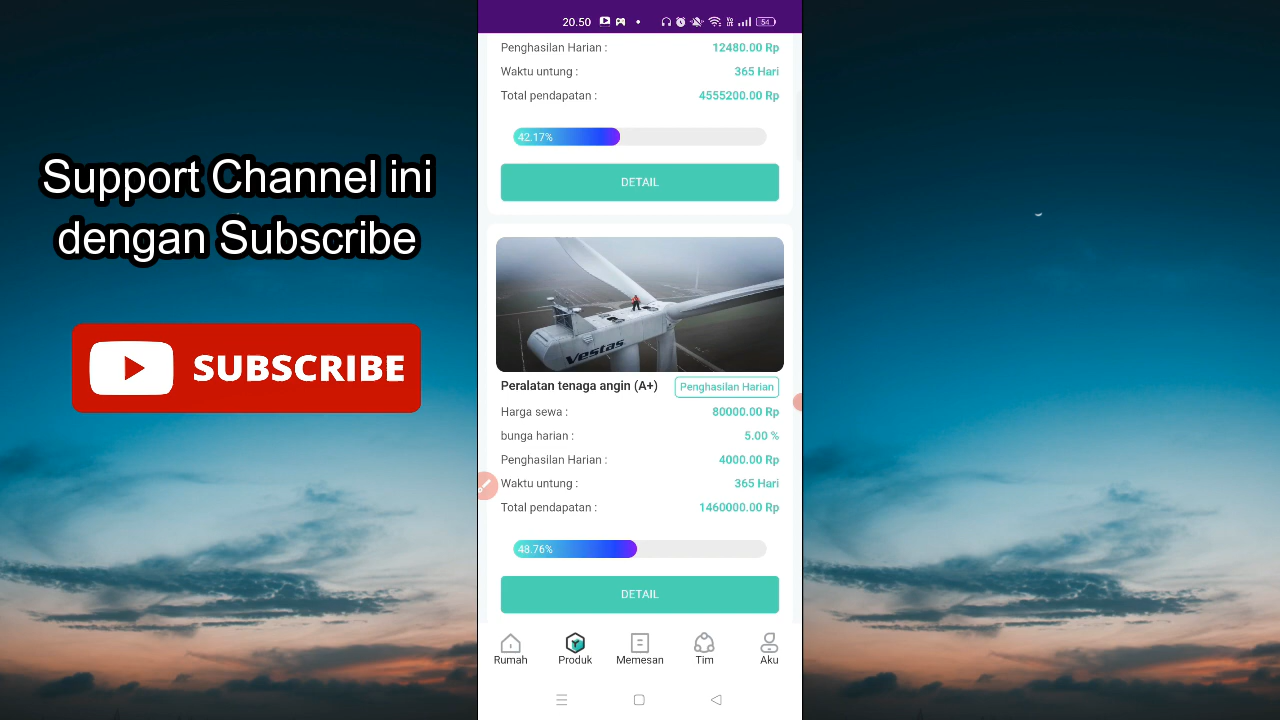 Support Channel ini
dengan Subscribe
SUBSCRIBE
20.50
54
Penghasilan Harian : 12480.00 Rp
Waktu untung : 365 Hari
Total pendapatan : 4555200.00 Rp
42.17%
DETAIL
Vestas
Peralatan tenaga angin (A+) Penghasilan Harian
Harga sewa : 80000.00 Rp
bunga harian : 5.00 %
Penghasilan Harian : 4000.00 Rp
Waktu untung : 365 Hari
Total pendapatan : 1460000.00 Rp
48.76%
DETAIL
Rumah Produk Memesan Tim Aku